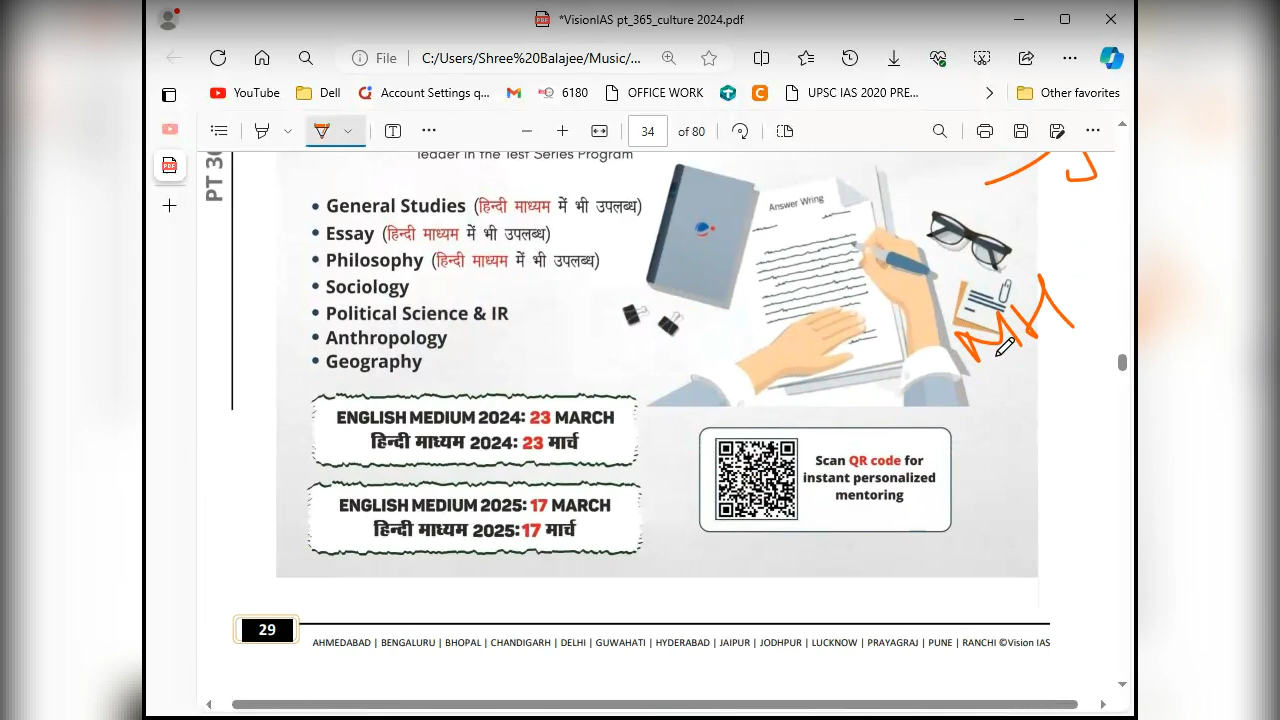 *VisionIAS pt_365_culture 2024.pdf
File C:/Users/Shree%20Balajee/Music/...
YouTube Dell Account Settings q... 6180 OFFICE WORK UPSC IAS 2020 PRE... Other favorites
34 of 80
leader in the Test Series Program
PT 36
• General Studies (हिन्दी माध्यम में भी उपलब्ध)
• Essay (हिन्दी माध्यम में भी उपलब्ध)
• Philosophy (हिन्दी माध्यम में भी उपलब्ध)
• Sociology
• Political Science & IR
• Anthropology
• Geography
Answer Wring
MH
ENGLISH MEDIUM 2024: 23 MARCH
हिन्दी माध्यम 2024: 23 मार्च
ENGLISH MEDIUM 2025: 17 MARCH
हिन्दी माध्यम 2025: 17 मार्च
Scan QR code for
instant personalized
mentoring
29
AHMEDABAD | BENGALURU | BHOPAL | CHANDIGARH | DELHI | GUWAHATI | HYDERABAD | JAIPUR | JODHPUR | LUCKNOW | PRAYAGRAJ | PUNE | RANCHI ©Vision IAS